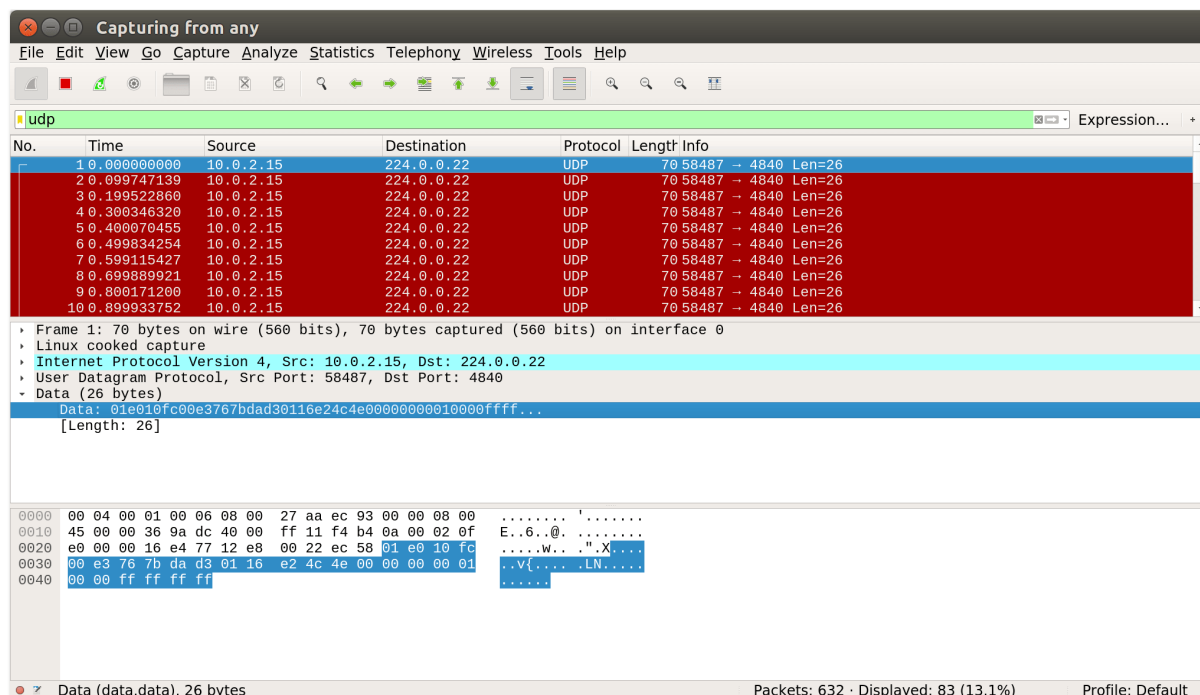 Capturing from any
File Edit View Go Capture Analyze Statistics Telephony Wireless Tools Help
udp Expression... +
No. Time Source Destination Protocol Length Info
1 0.000000000 10.0.2.15 224.0.0.22 UDP 70 58487 → 4840 Len=26
2 0.099747139 10.0.2.15 224.0.0.22 UDP 70 58487 → 4840 Len=26
3 0.199522860 10.0.2.15 224.0.0.22 UDP 70 58487 → 4840 Len=26
4 0.300346320 10.0.2.15 224.0.0.22 UDP 70 58487 → 4840 Len=26
5 0.400070455 10.0.2.15 224.0.0.22 UDP 70 58487 → 4840 Len=26
6 0.499834254 10.0.2.15 224.0.0.22 UDP 70 58487 → 4840 Len=26
7 0.599115427 10.0.2.15 224.0.0.22 UDP 70 58487 → 4840 Len=26
8 0.699889921 10.0.2.15 224.0.0.22 UDP 70 58487 → 4840 Len=26
9 0.800171200 10.0.2.15 224.0.0.22 UDP 70 58487 → 4840 Len=26
10 0.899933752 10.0.2.15 224.0.0.22 UDP 70 58487 → 4840 Len=26
Frame 1: 70 bytes on wire (560 bits), 70 bytes captured (560 bits) on interface 0
Linux cooked capture
Internet Protocol Version 4, Src: 10.0.2.15, Dst: 224.0.0.22
User Datagram Protocol, Src Port: 58487, Dst Port: 4840
Data (26 bytes)
Data: 01e010fc00e3767bdad30116e24c4e00000000010000ffff...
[Length: 26]
0000 00 04 00 01 00 06 08 00 27 aa ec 93 00 00 08 00 ........ '.......
0010 45 00 00 36 9a dc 40 00 ff 11 f4 b4 0a 00 02 0f E..6..@. ........
0020 e0 00 00 16 e4 77 12 e8 00 22 ec 58 01 e0 10 fc .....w.. .".X....
0030 00 e3 76 7b da d3 01 16 e2 4c 4e 00 00 00 00 01 ..v{.... .LN.....
0040 00 00 ff ff ff ff ......
Data (data.data), 26 bytes Packets: 632 · Displayed: 83 (13.1%) Profile: Default